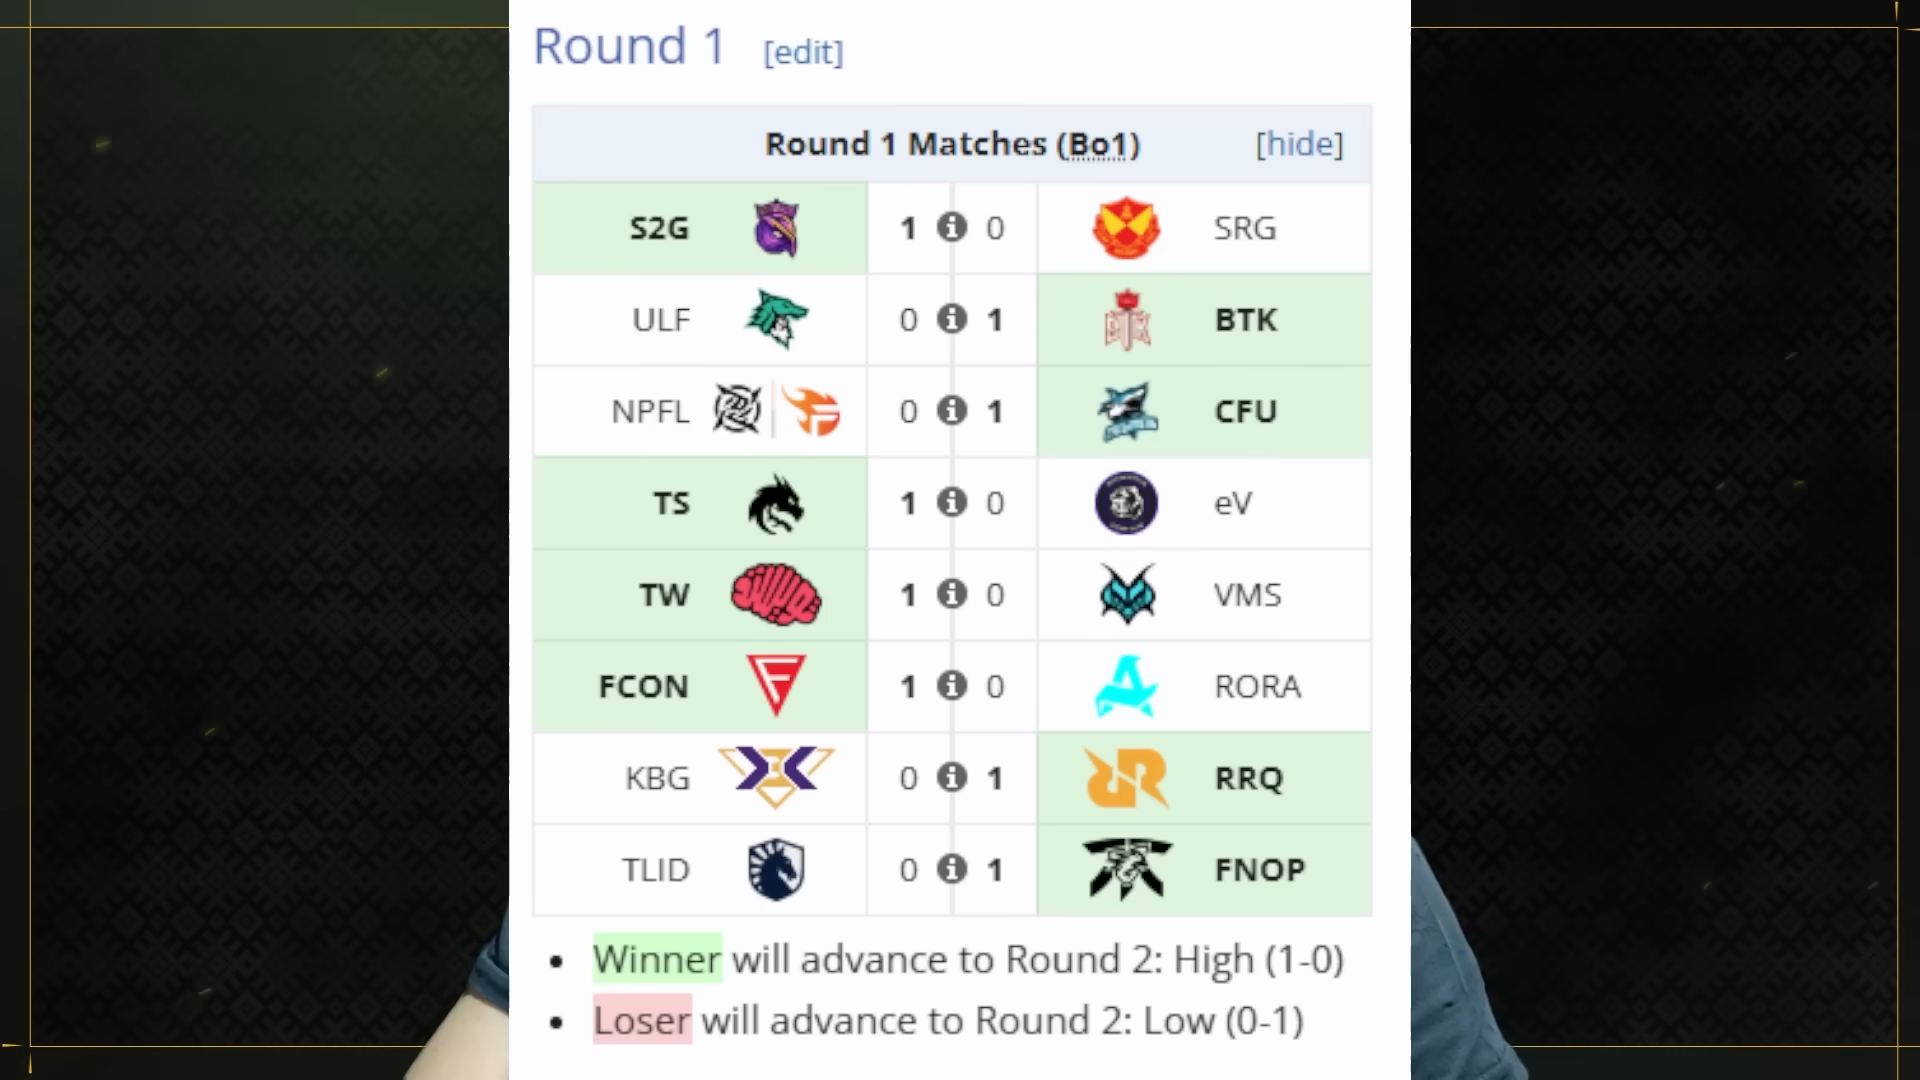 Round 1 [edit]
Round 1 Matches (Bo1) [hide]
S2G 1 0 SRG
ULF 0 1 BTK
NPFL 0 1 CFU
TS 1 0 eV
TW 1 0 VMS
FCON 1 0 RORA
KBG 0 1 RRQ
TLID 0 1 FNOP
Winner will advance to Round 2: High (1-0)
Loser will advance to Round 2: Low (0-1)